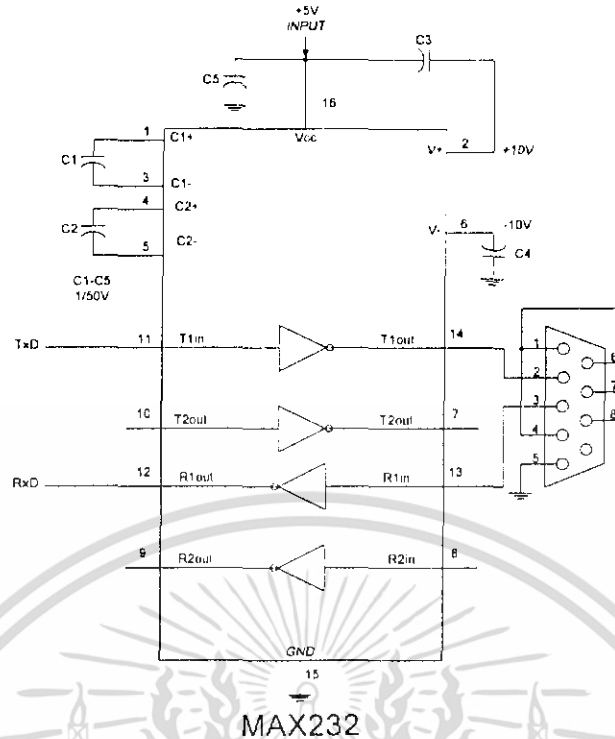 +5V
INPUT
C3
C5
16
Vcc
1
C1+
V+
2
+10V
C1
3
C1-
4
C2+
C2
5
C2-
V-
6
-10V
C4
C1-C5
1/50V
TxD
11
T1in
T1out
14
1
6
2
7
3
8
4
5
10
T2out
T2out
7
RxD
12
R1out
R1in
13
9
R2out
R2in
8
GND
15
MAX232